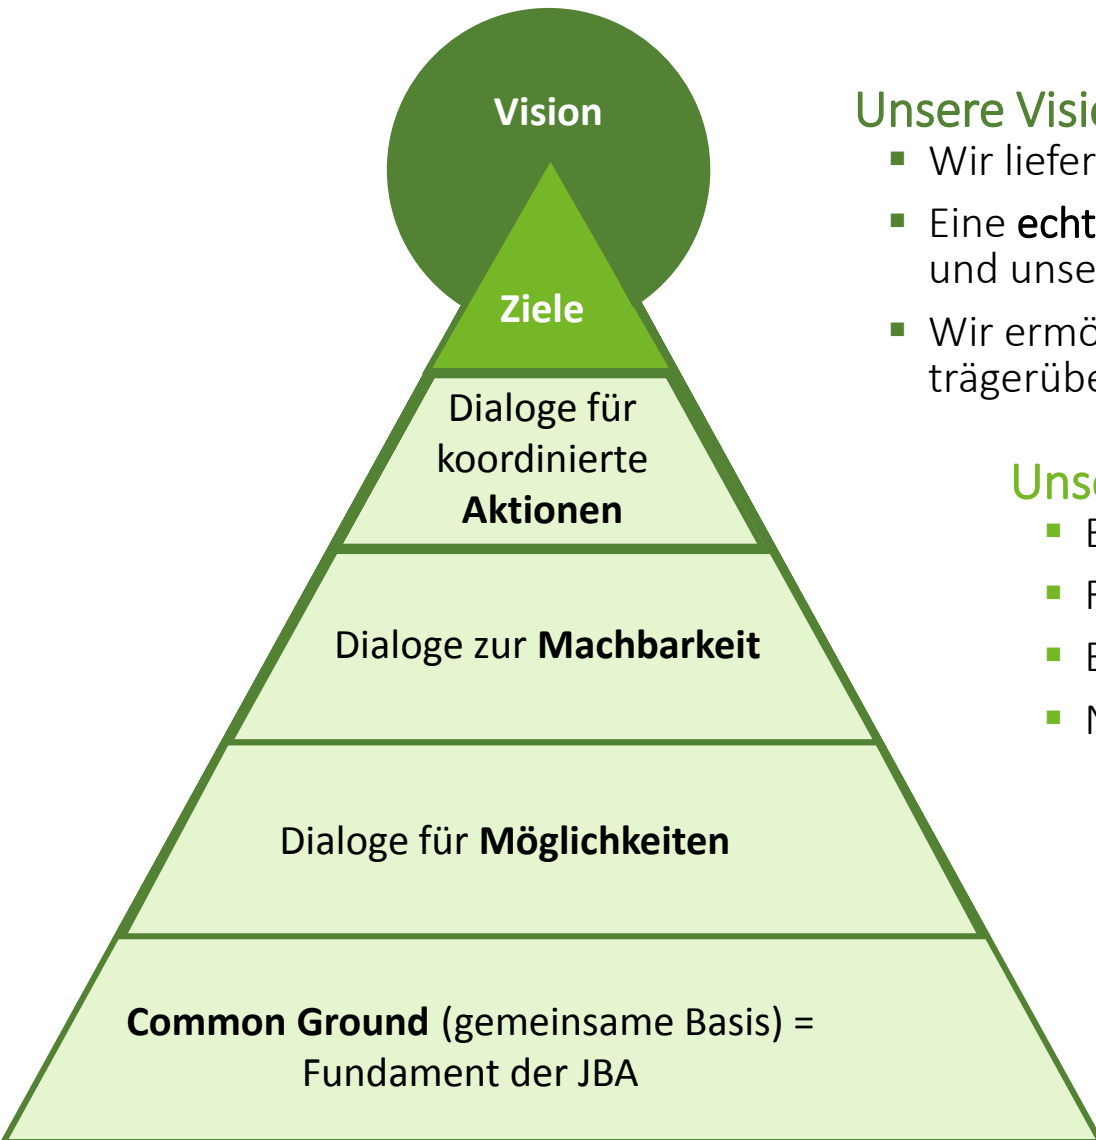 Vision
Ziele
Dialoge für
koordinierte
Aktionen
Dialoge zur Machbarkeit
Dialoge für Möglichkeiten
Common Ground (gemeinsame Basis) =
Fundament der JBA
Unsere
Wir
Eine
und
Wir